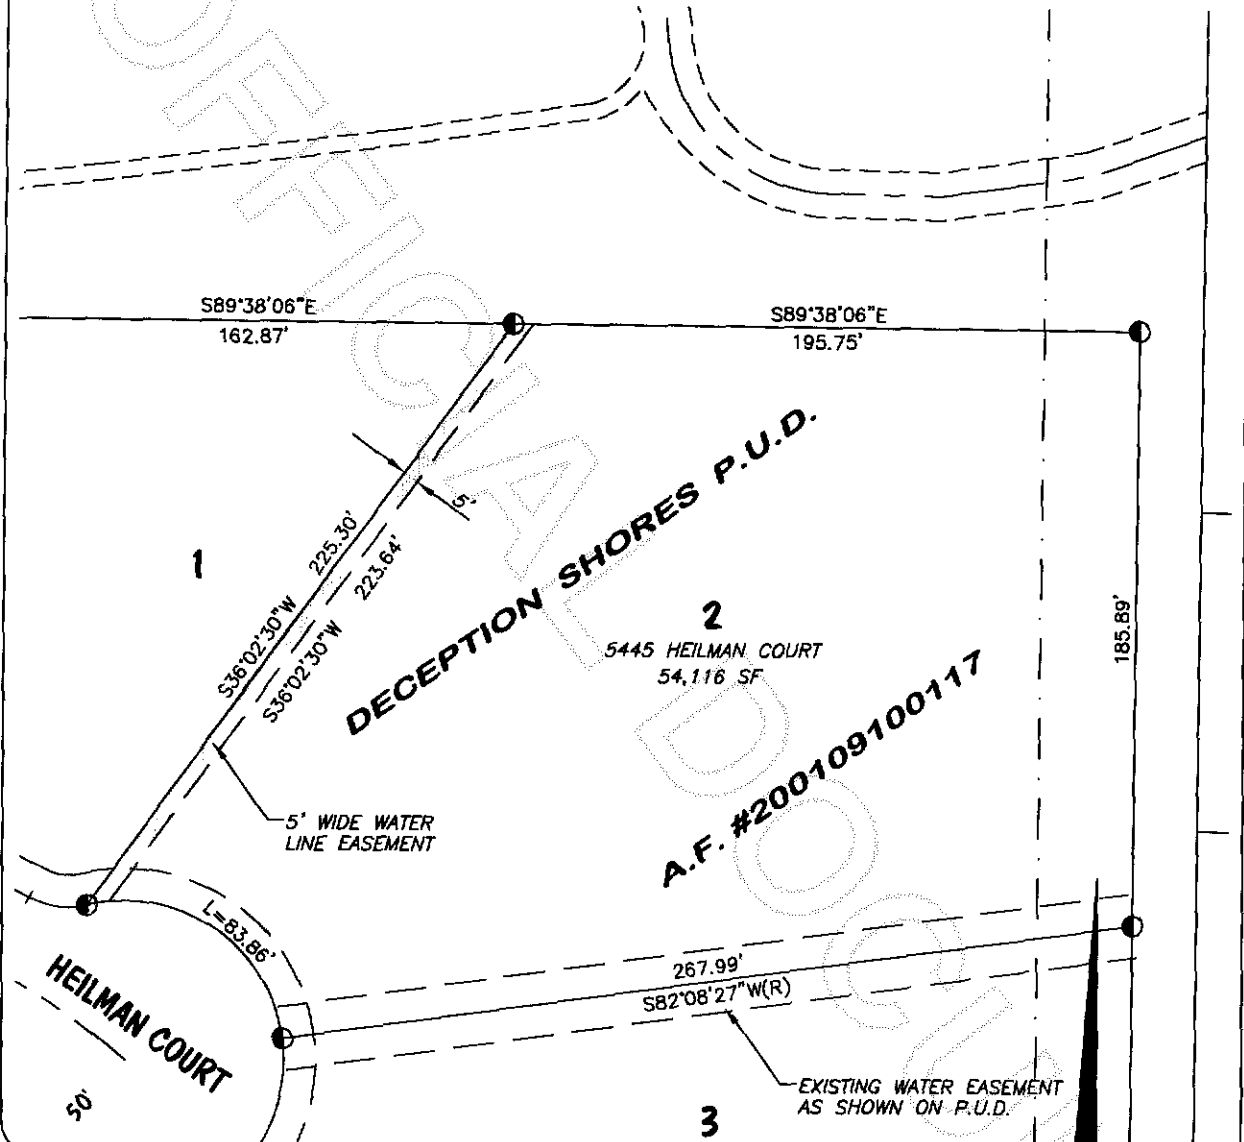 S89°38'06"E
162.87'
S89°38'06"E
195.75'
5'
225.30'
S36°02'30"W
223.64'
S36°02'30"W
1
DECEPTION SHORES P.U.D.
2
5445 HEILMAN COURT
54,116 SF
185.89'
A.F. #200109100117
5' WIDE WATER
LINE EASEMENT
L=83.86'
HEILMAN COURT
50'
267.99'
S82°08'27"W(R)
EXISTING WATER EASEMENT
AS SHOWN ON P.U.D.
3
OFFICIAL DOCU